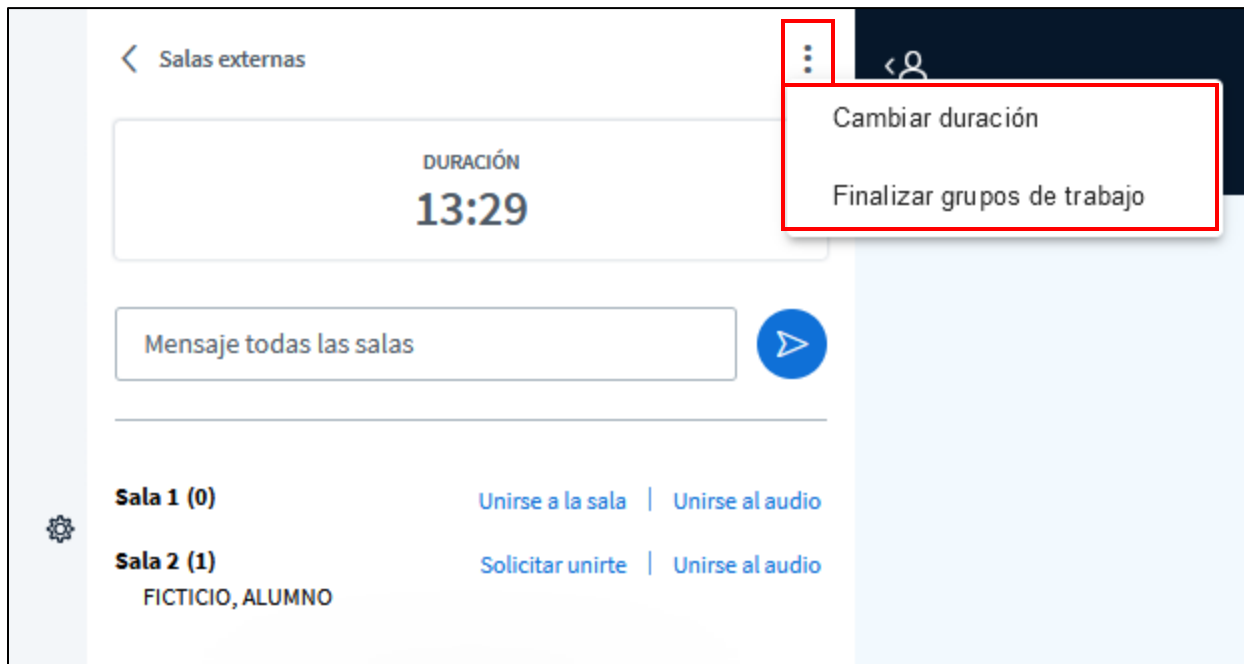 Salas externas
Cambiar duración
DURACIÓN
13:29
Finalizar grupos de trabajo
Mensaje todas las salas
Sala 1 (0) Unirse a la sala | Unirse al audio
Sala 2 (1) Solicitar unirte | Unirse al audio
FICTICIO, ALUMNO